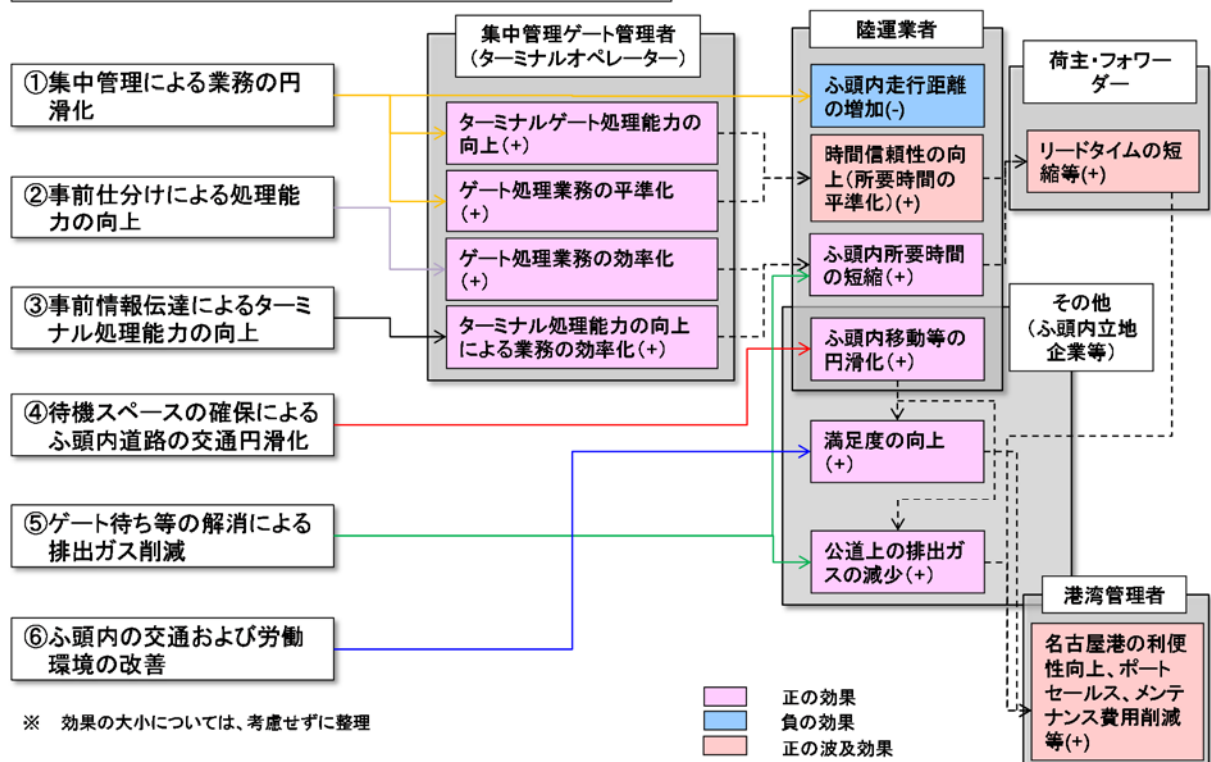 ①集中管理による業務の円
滑化
②事前仕分けによる処理能
力の向上
③事前情報伝達によるターミ
ナル処理能力の向上
④待機スペースの確保による
ふ頭内道路の交通円滑化
⑤ゲート待ち等の解消による
排出ガス削減
⑥ふ頭内の交通および労働
環境の改善
※ 効果の大小については、考慮せずに整理
集中管理ゲート管理者
(ターミナルオペレーター)
ターミナルゲート処理能力の
向上(+)
ゲート処理業務の平準化
(+)
ゲート処理業務の効率化
(+)
ターミナル処理能力の向上
による業務の効率化(+)
陸運業者
ふ頭内走行距離
の増加(-)
時間信頼性の向
上(所要時間の
平準化)(+)
ふ頭内所要時間
の短縮(+)
ふ頭内移動等の
円滑化(+)
満足度の向上
(+)
公道上の排出ガ
スの減少(+)
荷主・フォワー
ダー
リードタイムの短
縮等(+)
その他
(ふ頭内立地
企業等)
港湾管理者
名古屋港の利便
性向上、ポート
セールス、メンテ
ナンス費用削減
等(+)
正の効果
負の効果
正の波及効果